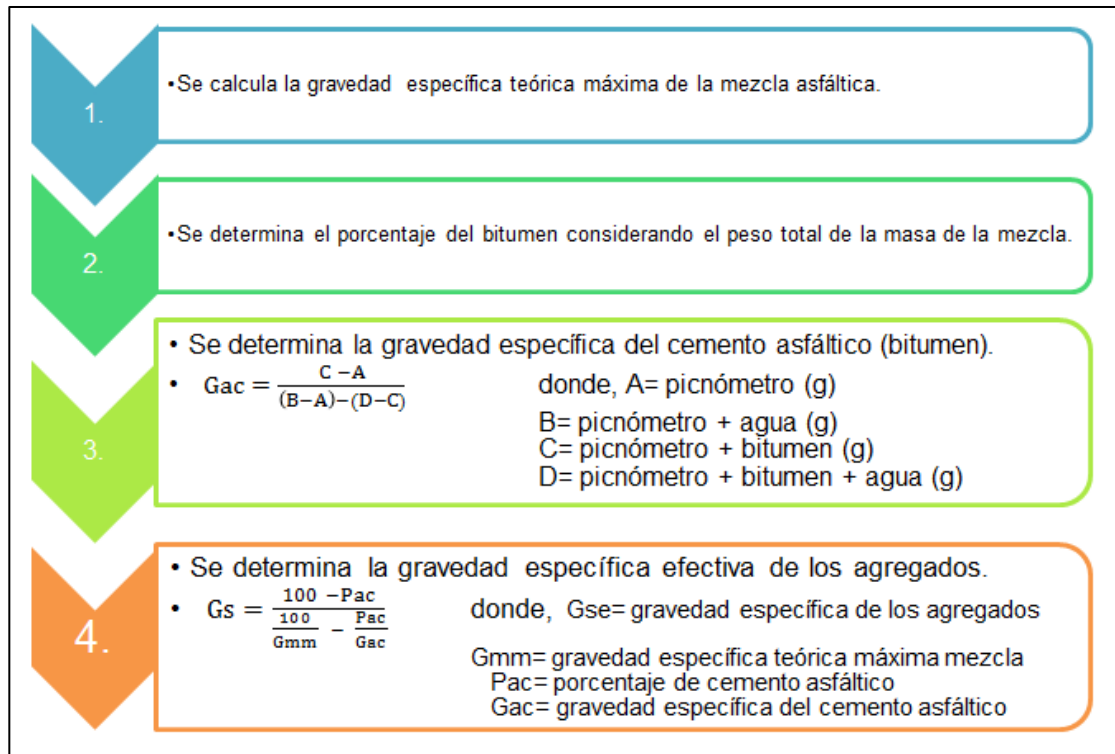 1.
•Se calcula la gravedad específica teórica máxima de la mezcla asfáltica.
2.
•Se determina el porcentaje del bitumen considerando el peso total de la masa de la mezcla.
3.
• Se determina la gravedad específica del cemento asfáltico (bitumen).
• Gac = (C −A)/((B−A)−(D−C)) donde, A= picnómetro (g)
B= picnómetro + agua (g)
C= picnómetro + bitumen (g)
D= picnómetro + bitumen + agua (g)
4.
• Se determina la gravedad específica efectiva de los agregados.
• Gs = (100 −Pac)/(100/Gmm − Pac/Gac) donde, Gse= gravedad específica de los agregados
Gmm= gravedad específica teórica máxima mezcla
Pac= porcentaje de cemento asfáltico
Gac= gravedad específica del cemento asfáltico